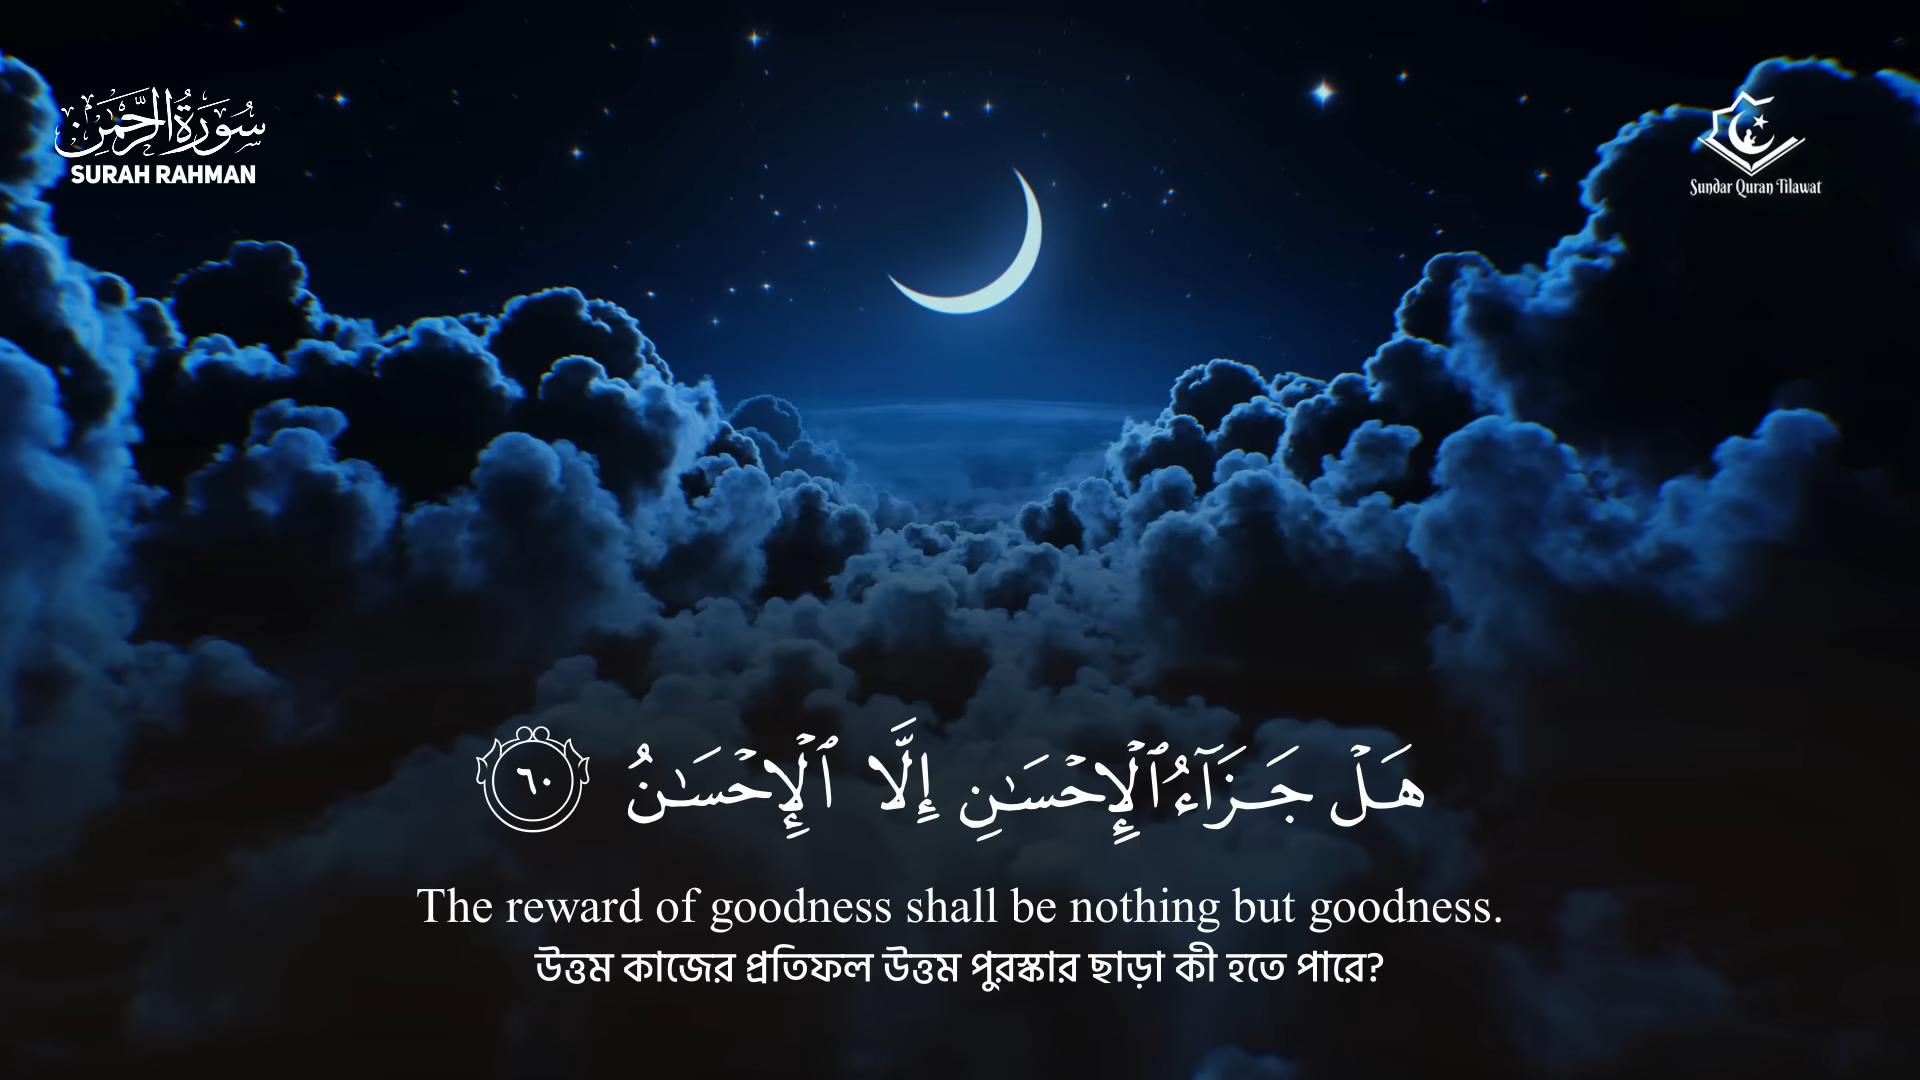 سُورَةُ الرَّحْمٰن
SURAH RAHMAN
Sundar Quran Tilawat
هَلْ جَزَآءُ ٱلْإِحْسَـٰنِ إِلَّا ٱلْإِحْسَـٰنُ ٦٠
The reward of goodness shall be nothing but goodness.
উত্তম কাজের প্রতিফল উত্তম পুরস্কার ছাড়া কী হতে পারে?